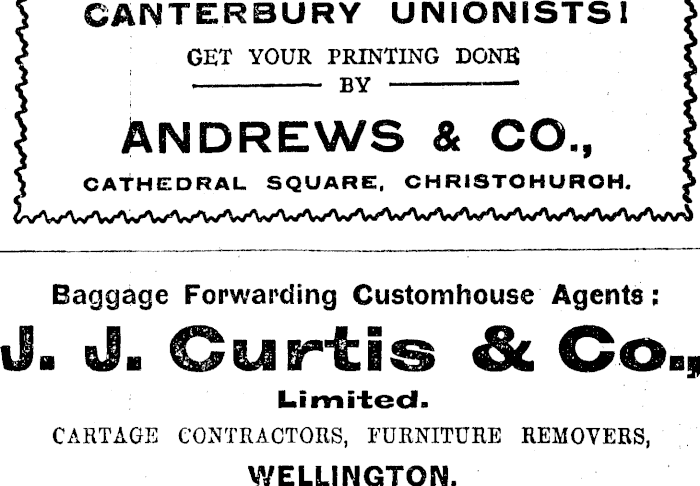 CANTERBURY UNIONISTS!
GET YOUR PRINTING DONE
BY
ANDREWS & CO.,
CATHEDRAL SQUARE, CHRISTOHUROH.
Baggage Forwarding Customhouse Agents:
J. J. Curtis & Co.,
Limited.
CARTAGE CONTRACTORS, FURNITURE REMOVERS,
WELLINGTON.